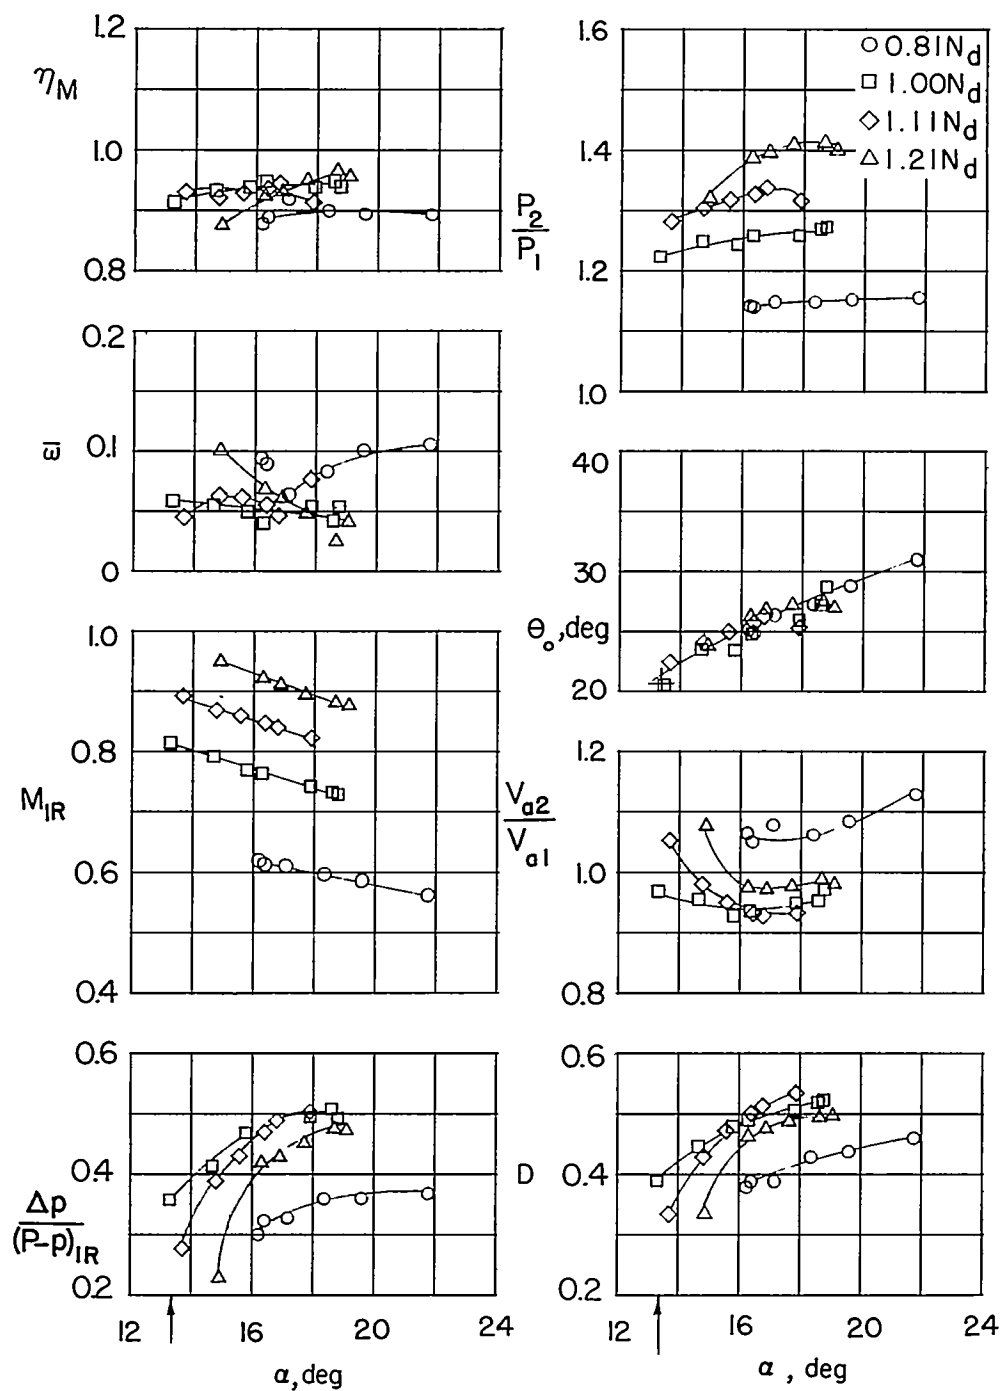 1.2
η_M
1.0
0.8
1.6
○ 0.81N_d
□ 1.00N_d
◇ 1.11N_d
△ 1.21N_d
1.4
P_2
P_1
1.2
1.0
0.2
ω̅
0.1
0
40
30
θ_o, deg
20
1.0
0.8
M_IR
0.6
0.4
1.2
V_a2
V_a1
1.0
0.8
0.6
0.4
Δp
(P-p)_IR
0.2
12 16 20 24
α, deg
0.6
D
0.4
0.2
12 16 20 24
α , deg